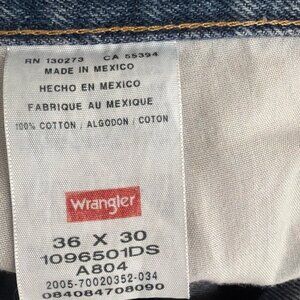 RN 130273 CA 55394
MADE IN MEXICO
HECHO EN MEXICO
FABRIQUE AU MEXIQUE
100% COTTON / ALGODON / COTON
Wrangler
36 X 30
1096501DS
A804
2005-70020352-034
084084708090